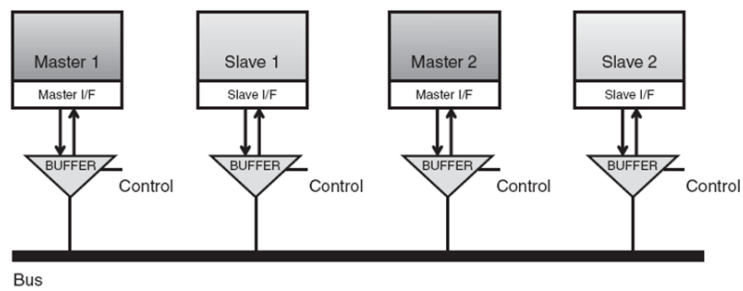 Master 1
Slave 1
Master 2
Slave 2
Master I/F
Slave I/F
Master I/F
Slave I/F
BUFFER
BUFFER
BUFFER
BUFFER
Control
Control
Control
Control
Bus